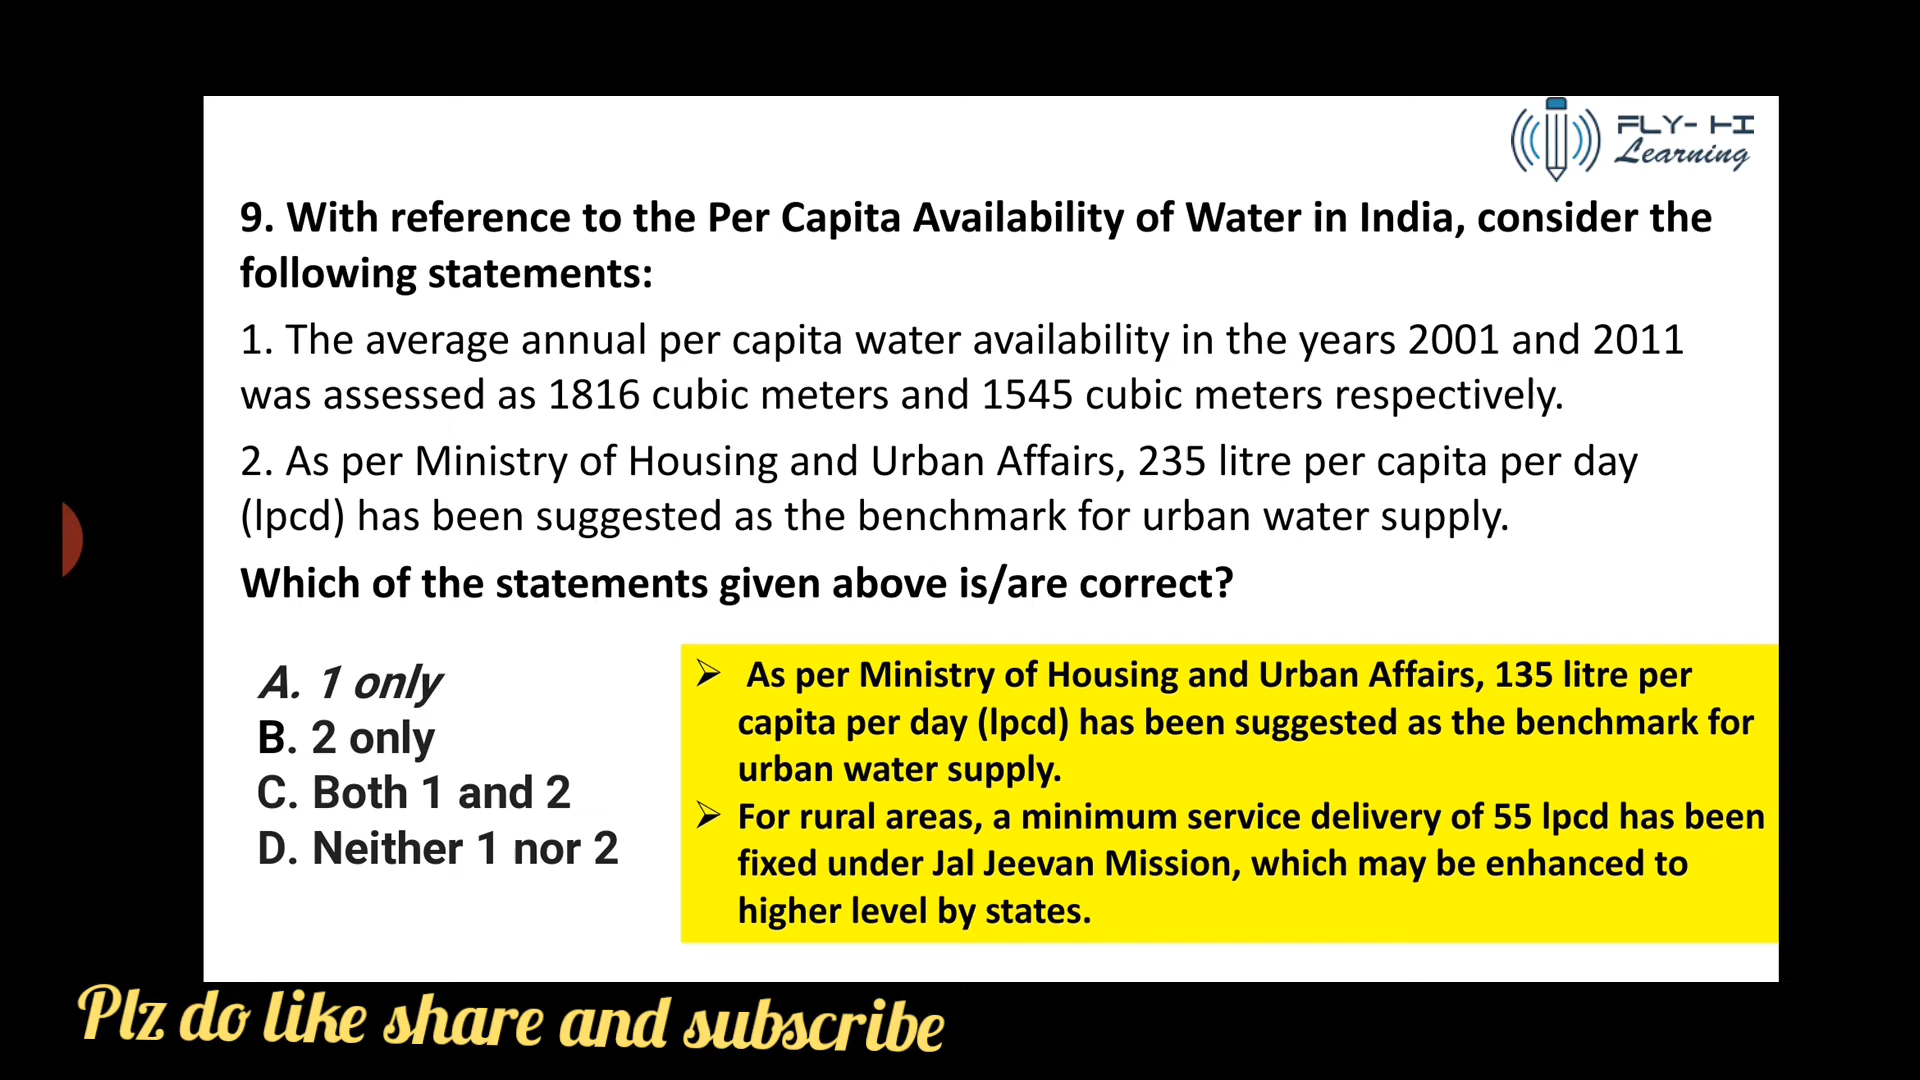 FLY-HI
Learning
9. With reference to the Per Capita Availability of Water in India, consider the
following statements:
1. The average annual per capita water availability in the years 2001 and 2011
was assessed as 1816 cubic meters and 1545 cubic meters respectively.
2. As per Ministry of Housing and Urban Affairs, 235 litre per capita per day
(lpcd) has been suggested as the benchmark for urban water supply.
Which of the statements given above is/are correct?
A. 1 only
B. 2 only
C. Both 1 and 2
D. Neither 1 nor 2
➢ As per Ministry of Housing and Urban Affairs, 135 litre per
capita per day (lpcd) has been suggested as the benchmark for
urban water supply.
➢ For rural areas, a minimum service delivery of 55 lpcd has been
fixed under Jal Jeevan Mission, which may be enhanced to
higher level by states.
Plz do like share and subscribe